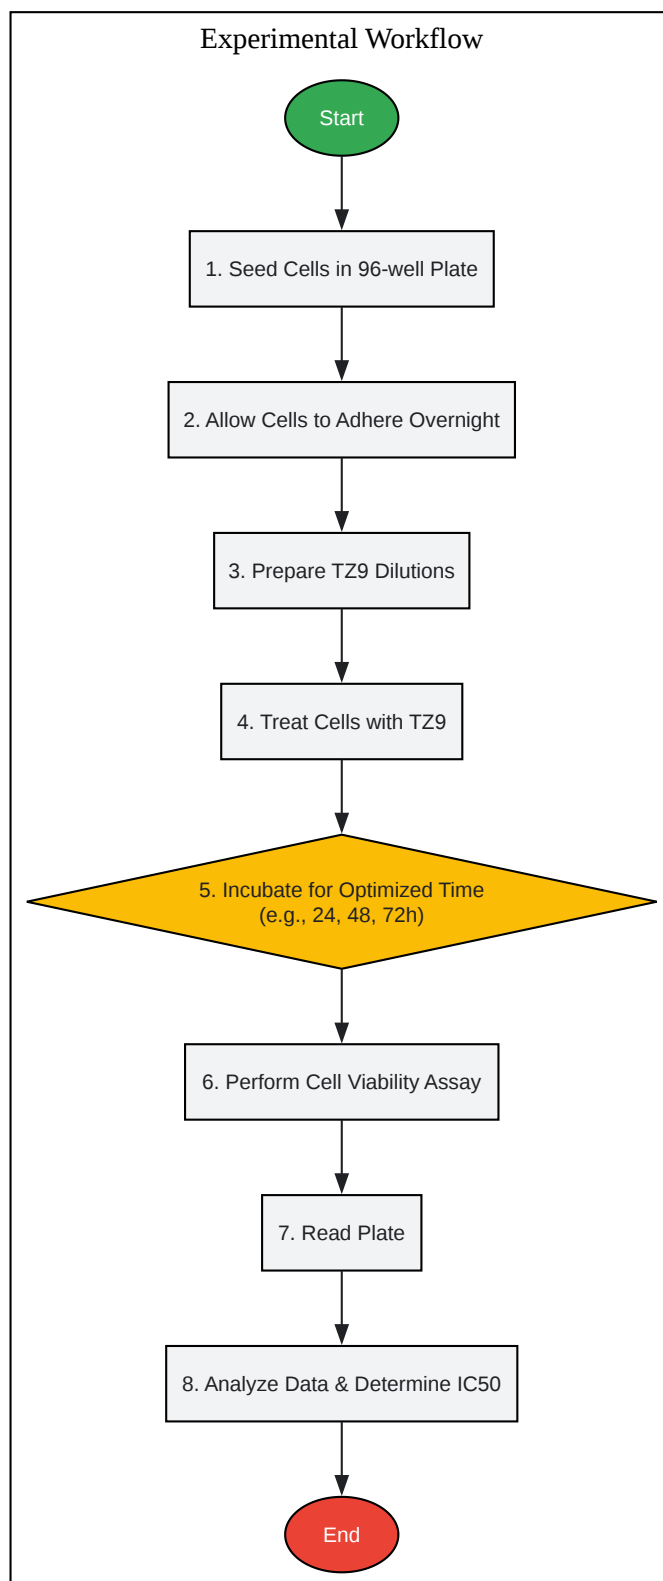 Experimental Workflow
Start
1. Seed Cells in 96-well Plate
2. Allow Cells to Adhere Overnight
3. Prepare TZ9 Dilutions
4. Treat Cells with TZ9
5. Incubate for Optimized Time
(e.g., 24, 48, 72h)
6. Perform Cell Viability Assay
7. Read Plate
8. Analyze Data & Determine IC50
End